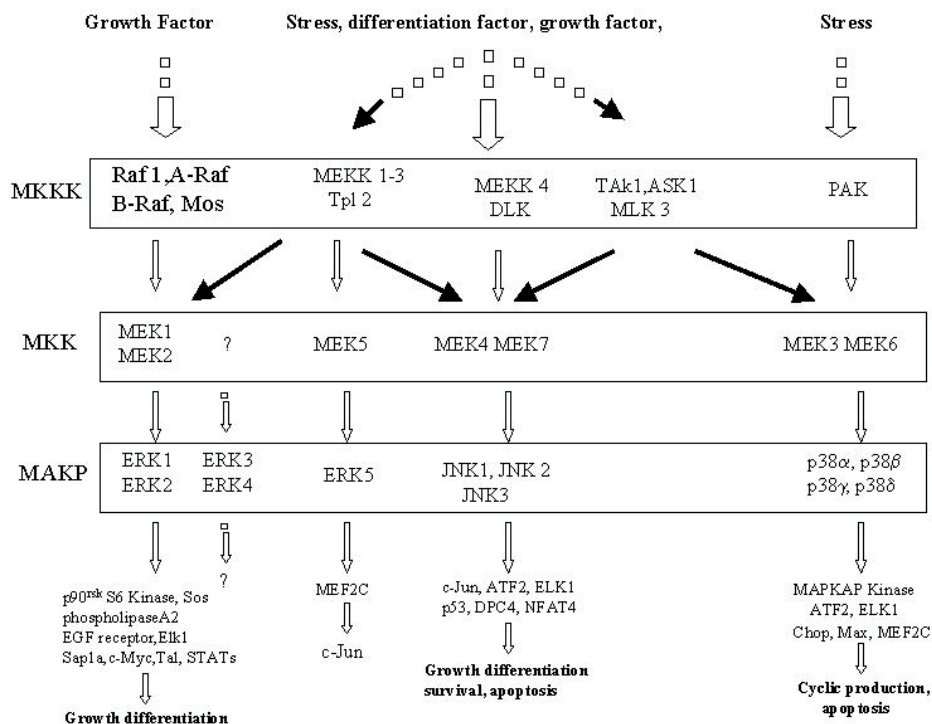 Growth Factor
Stress, differentiation factor, growth factor,
Stress
MKKK
Raf 1,A-Raf
B-Raf, Mos
MEKK 1-3
Tpl 2
MEKK 4
DLK
TAk1,ASK1
MLK 3
PAK
MKK
MEK1
MEK2
?
MEK5
MEK4 MEK7
MEK3 MEK6
MAKP
ERK1
ERK2
ERK3
ERK4
ERK5
JNK1, JNK 2
JNK3
p38α, p38β
p38γ, p38δ
p90rsk S6 Kinase, Sos
phospholipaseA2
EGF receptor,Elk1
Sap1a,c-Myc,Tal, STATs
Growth differentiation
?
MEF2C
c-Jun
c-Jun, ATF2, ELK1
p53, DPC4, NFAT4
Growth differentiation
survival, apoptosis
MAPKAP Kinase
ATF2, ELK1
Chop, Max, MEF2C
Cyclic production,
apoptosis